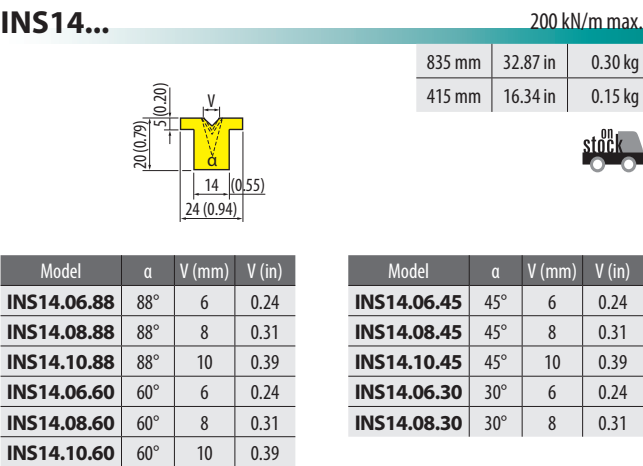 INS14... 200 kN/m max.
835 mm 32.87 in 0.30 kg
415 mm 16.34 in 0.15 kg
on
stock
V
5 (0.20)
20 (0.79)
α
14 (0.55)
24 (0.94)
Model α V (mm) V (in)
INS14.06.88 88° 6 0.24
INS14.08.88 88° 8 0.31
INS14.10.88 88° 10 0.39
INS14.06.60 60° 6 0.24
INS14.08.60 60° 8 0.31
INS14.10.60 60° 10 0.39
Model α V (mm) V (in)
INS14.06.45 45° 6 0.24
INS14.08.45 45° 8 0.31
INS14.10.45 45° 10 0.39
INS14.06.30 30° 6 0.24
INS14.08.30 30° 8 0.31